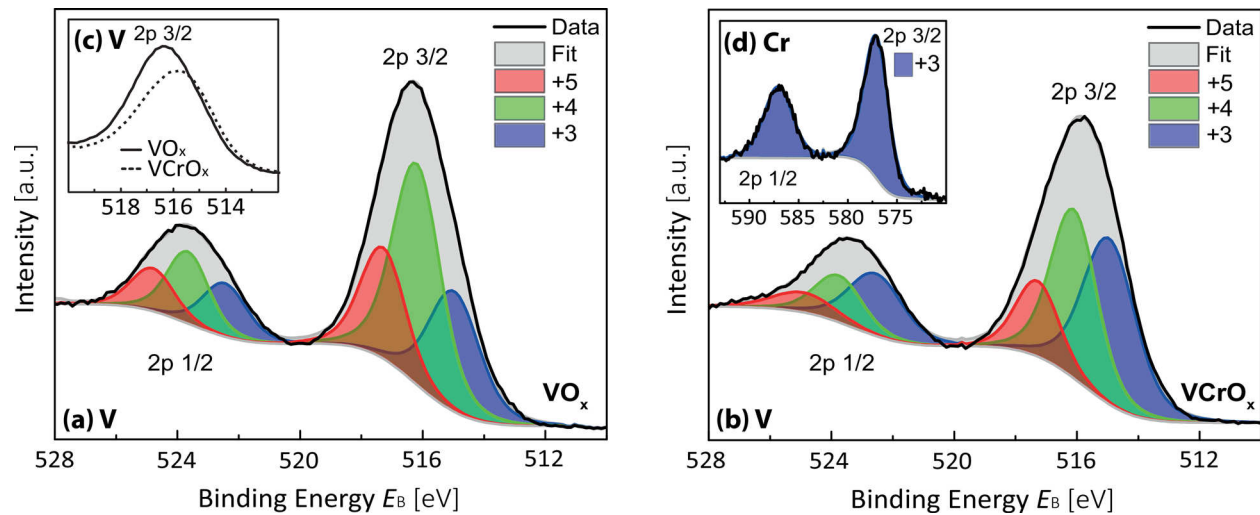 (c) V
2p 3/2
VOₓ
VCrOₓ
518 516 514
2p 3/2
Data
Fit
+5
+4
+3
2p 1/2
(a) V
VOₓ
Intensity [a.u.]
528 524 520 516 512
Binding Energy E_B [eV]
(d) Cr
2p 3/2
+3
2p 1/2
590 585 580 575
2p 3/2
Data
Fit
+5
+4
+3
2p 1/2
(b) V
VCrOₓ
Intensity [a.u.]
528 524 520 516 512
Binding Energy E_B [eV]